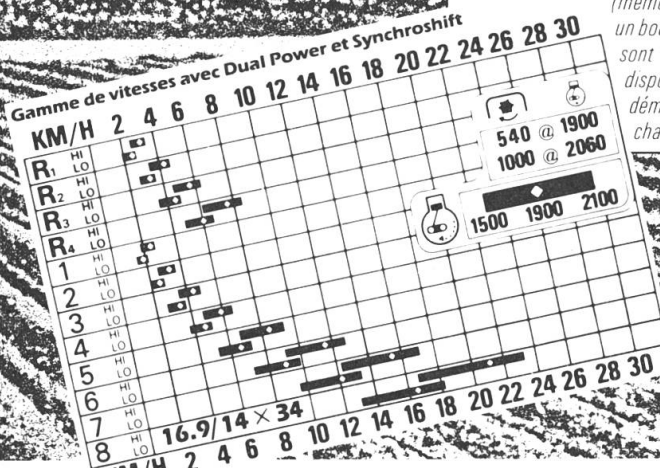 (mémo
un bou
sont
dispo
dém
cha
Gamme de vitesses avec Dual Power et Synchroshift
KM/H 2 4 6 8 10 12 14 16 18 20 22 24 26 28 30
R1 HI
LO
R2 HI
LO
R3 HI
LO
R4 HI
LO
1 HI
LO
2 HI
LO
3 HI
LO
4 HI
LO
5 HI
LO
6 HI
LO
7 HI
LO
8 HI
LO
540 @ 1900
1000 @ 2060
1500 1900 2100
16.9/14 × 34
KM/H 2 4 6 8 10 12 14 16 18 20 22 24 26 28 30